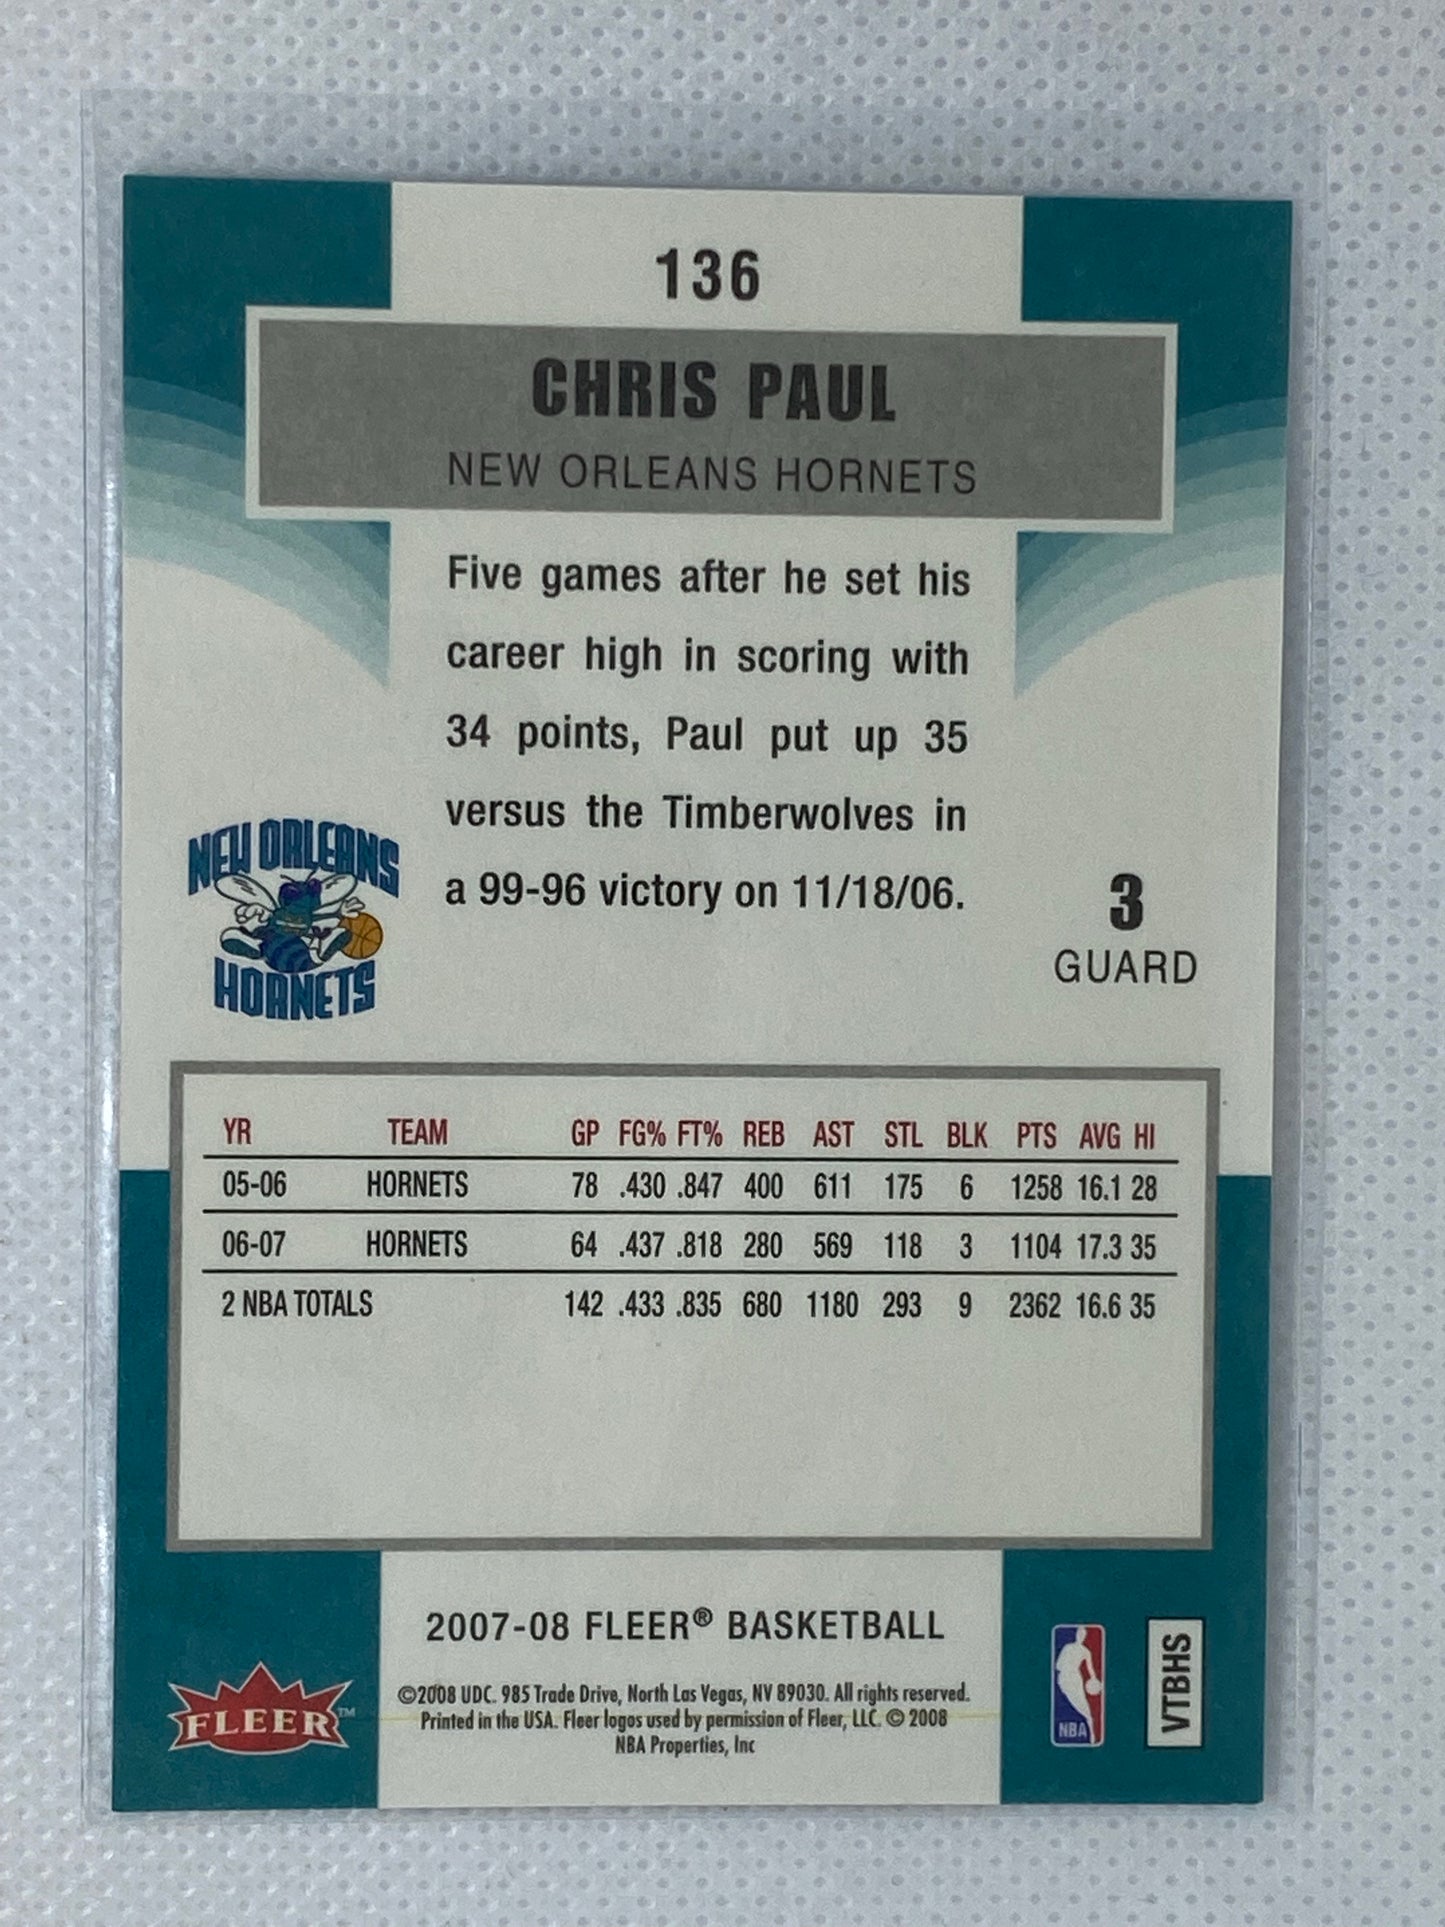 136
CHRIS PAUL
NEW ORLEANS HORNETS
Five games after he set his
career high in scoring with
34 points, Paul put up 35
versus the Timberwolves in
a 99-96 victory on 11/18/06.
NEW ORLEANS
HORNETS
3
GUARD
YR TEAM GP FG% FT% REB AST STL BLK PTS AVG HI
05-06 HORNETS 78 .430 .847 400 611 175 6 1258 16.1 28
06-07 HORNETS 64 .437 .818 280 569 118 3 1104 17.3 35
2 NBA TOTALS 142 .433 .835 680 1180 293 9 2362 16.6 35
2007-08 FLEER® BASKETBALL
©2008 UDC. 985 Trade Drive, North Las Vegas, NV 89030. All rights reserved.
Printed in the USA. Fleer logos used by permission of Fleer, LLC. © 2008
NBA Properties, Inc
FLEER™
NBA
VTBHS